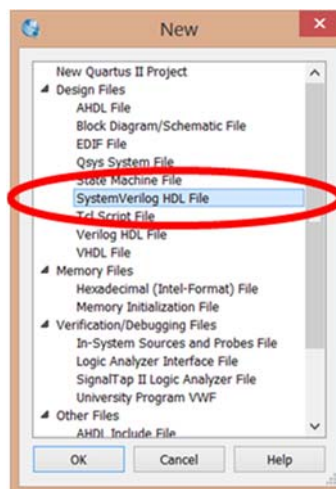 New
New Quartus II Project
Design Files
AHDL File
Block Diagram/Schematic File
EDIF File
Qsys System File
State Machine File
SystemVerilog HDL File
Tcl Script File
Verilog HDL File
VHDL File
Memory Files
Hexadecimal (Intel-Format) File
Memory Initialization File
Verification/Debugging Files
In-System Sources and Probes File
Logic Analyzer Interface File
SignalTap II Logic Analyzer File
University Program VWF
Other Files
AHDL Include File
OK Cancel Help